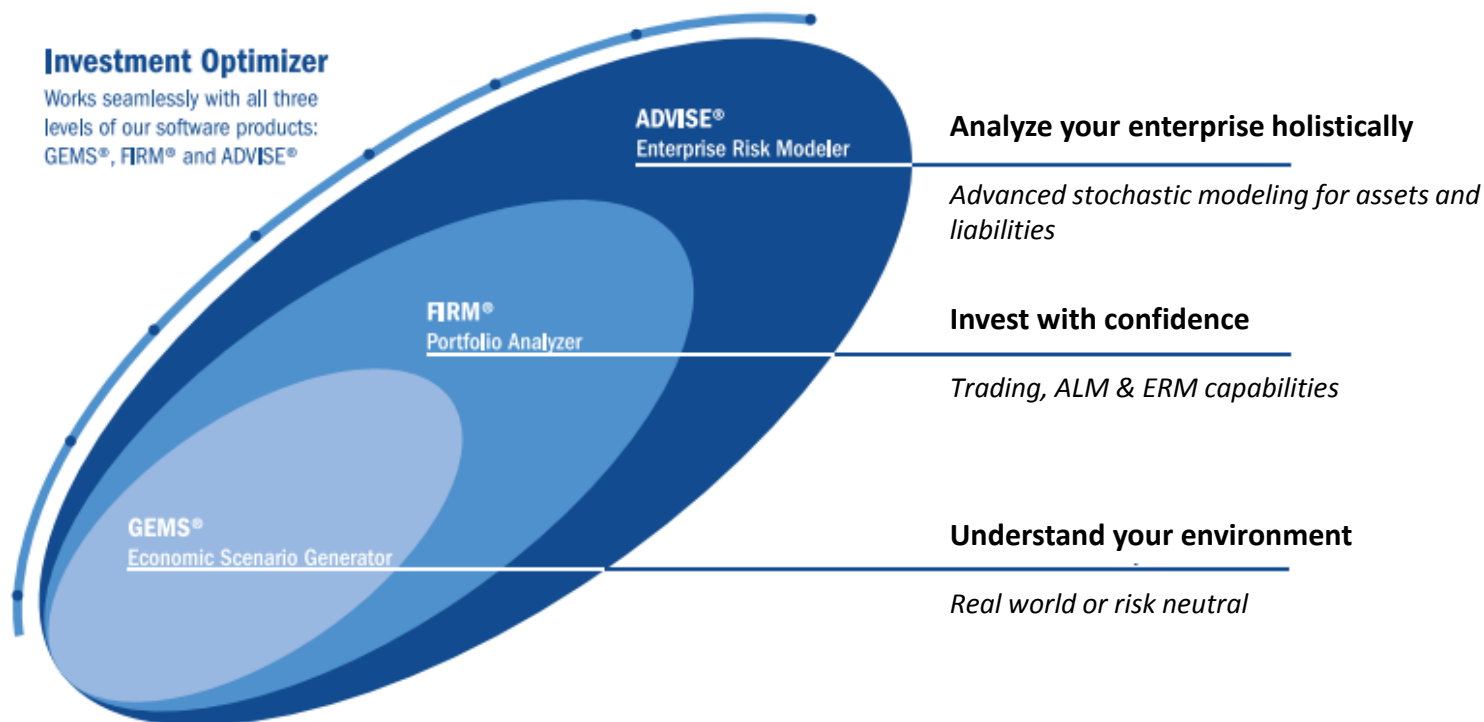 Investment Optimizer
Works seamlessly with all three
levels of our software products:
GEMS®, FIRM® and ADVISE®
ADVISE®
Enterprise Risk Modeler
Analyze your enterprise holistically
Advanced stochastic modeling for assets and
liabilities
FIRM®
Portfolio Analyzer
Invest with confidence
Trading, ALM & ERM capabilities
GEMS®
Economic Scenario Generator
Understand your environment
Real world or risk neutral